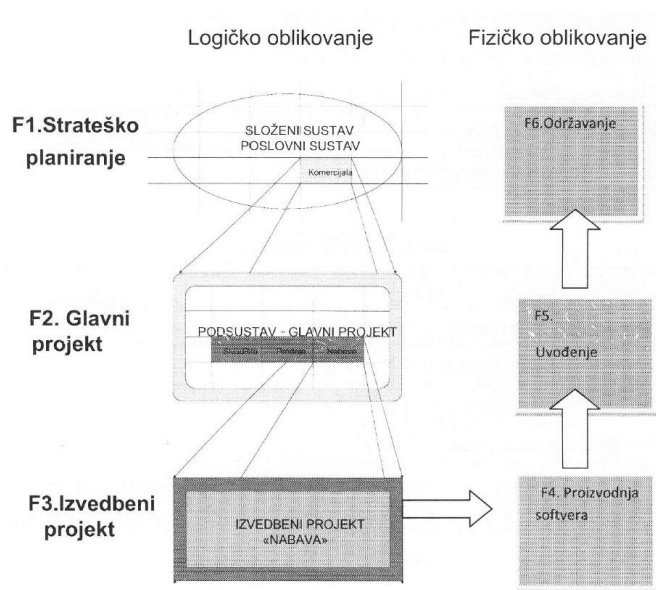 Logičko oblikovanje
Fizičko oblikovanje
F1.Strateško
planiranje
SLOŽENI SUSTAV
POSLOVNI SUSTAV
Komercijala
F6.Održavanje
F2. Glavni
projekt
PODSUSTAV - GLAVNI PROJEKT
Skladište Prodaja Nabava
F5.
Uvođenje
F3.Izvedbeni
projekt
IZVEDBENI PROJEKT
«NABAVA»
F4. Proizvodnja
softvera